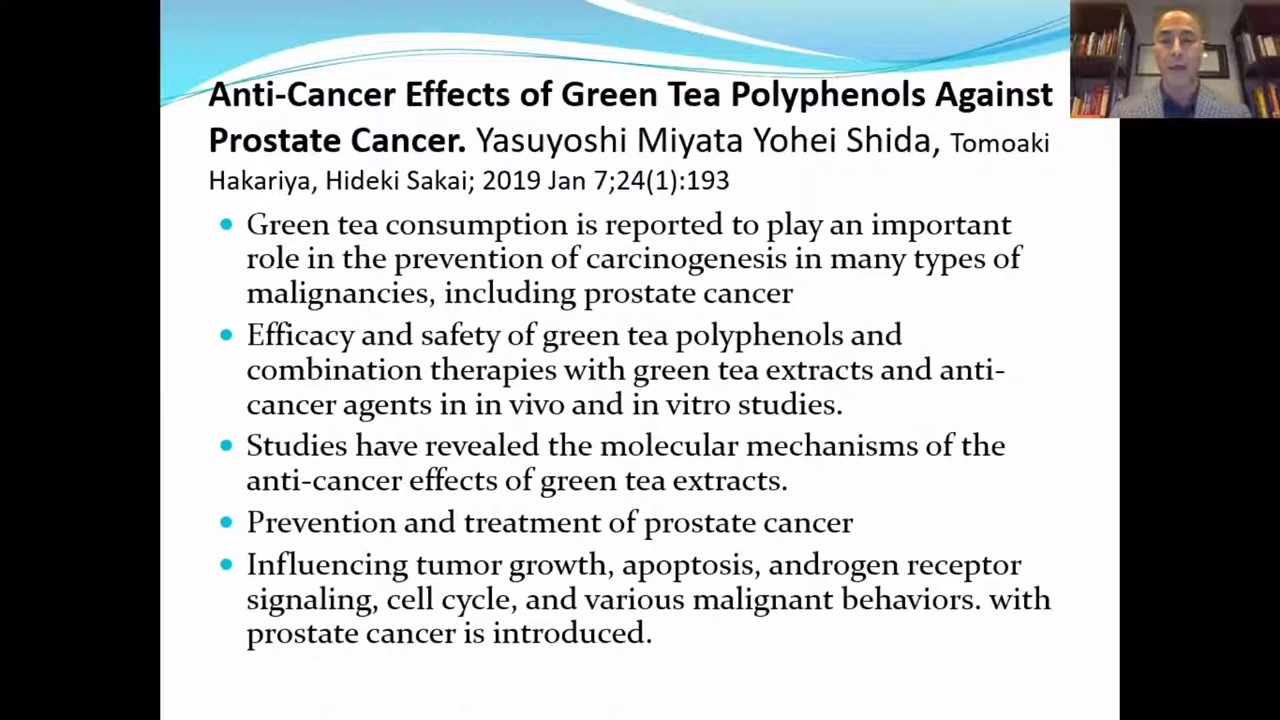 Anti-Cancer Effects of Green Tea Polyphenols Against
Prostate Cancer. Yasuyoshi Miyata Yohei Shida, Tomoaki
Hakariya, Hideki Sakai; 2019 Jan 7;24(1):193
Green tea consumption is reported to play an important
role in the prevention of carcinogenesis in many types of
malignancies, including prostate cancer
Efficacy and safety of green tea polyphenols and
combination therapies with green tea extracts and anti-
cancer agents in in vivo and in vitro studies.
Studies have revealed the molecular mechanisms of the
anti-cancer effects of green tea extracts.
Prevention and treatment of prostate cancer
Influencing tumor growth, apoptosis, androgen receptor
signaling, cell cycle, and various malignant behaviors. with
prostate cancer is introduced.